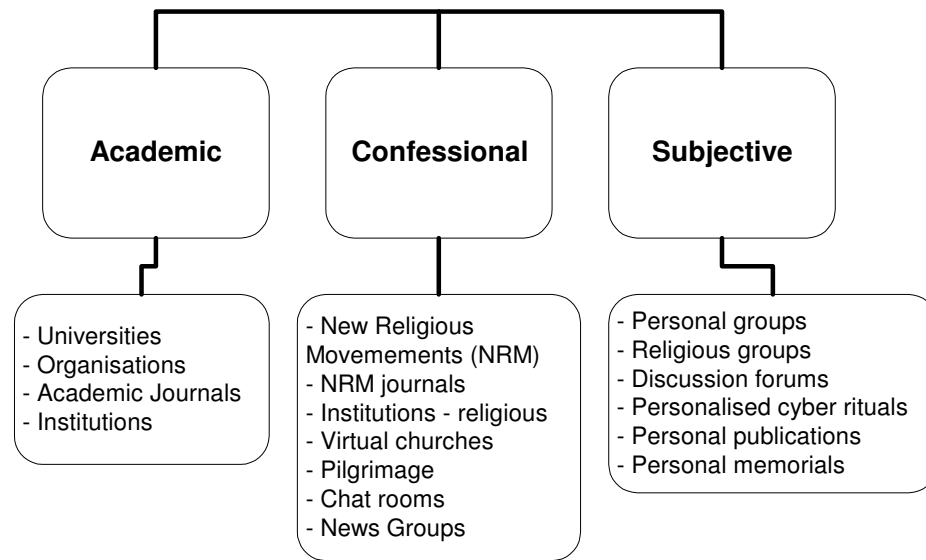 Academic
Confessional
Subjective
- Universities
- Organisations
- Academic Journals
- Institutions
- New Religious
Movemements (NRM)
- NRM journals
- Institutions - religious
- Virtual churches
- Pilgrimage
- Chat rooms
- News Groups
- Personal groups
- Religious groups
- Discussion forums
- Personalised cyber rituals
- Personal publications
- Personal memorials